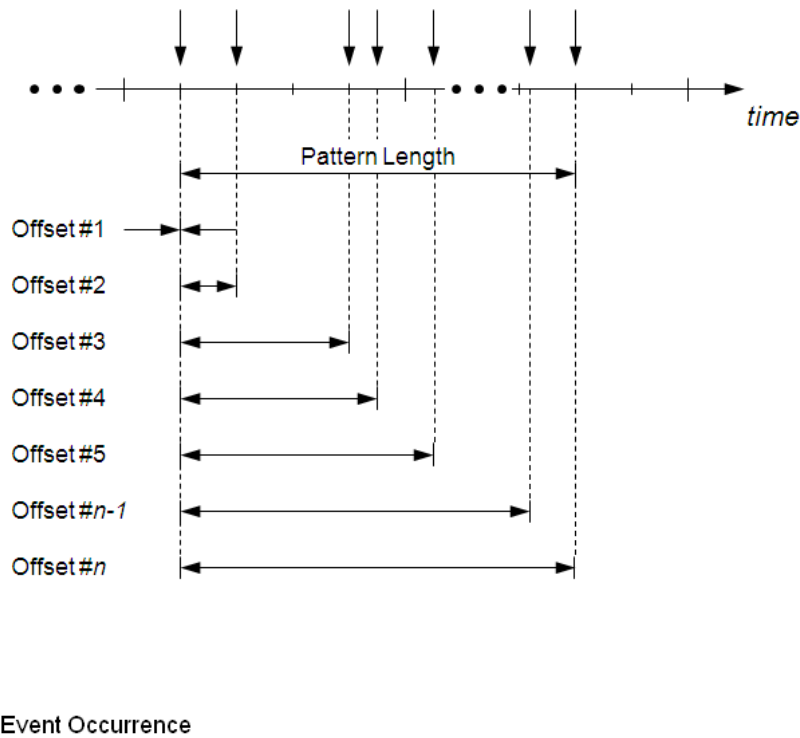 time
Pattern Length
Offset #1
Offset #2
Offset #3
Offset #4
Offset #5
Offset #n-1
Offset #n
Event Occurrence